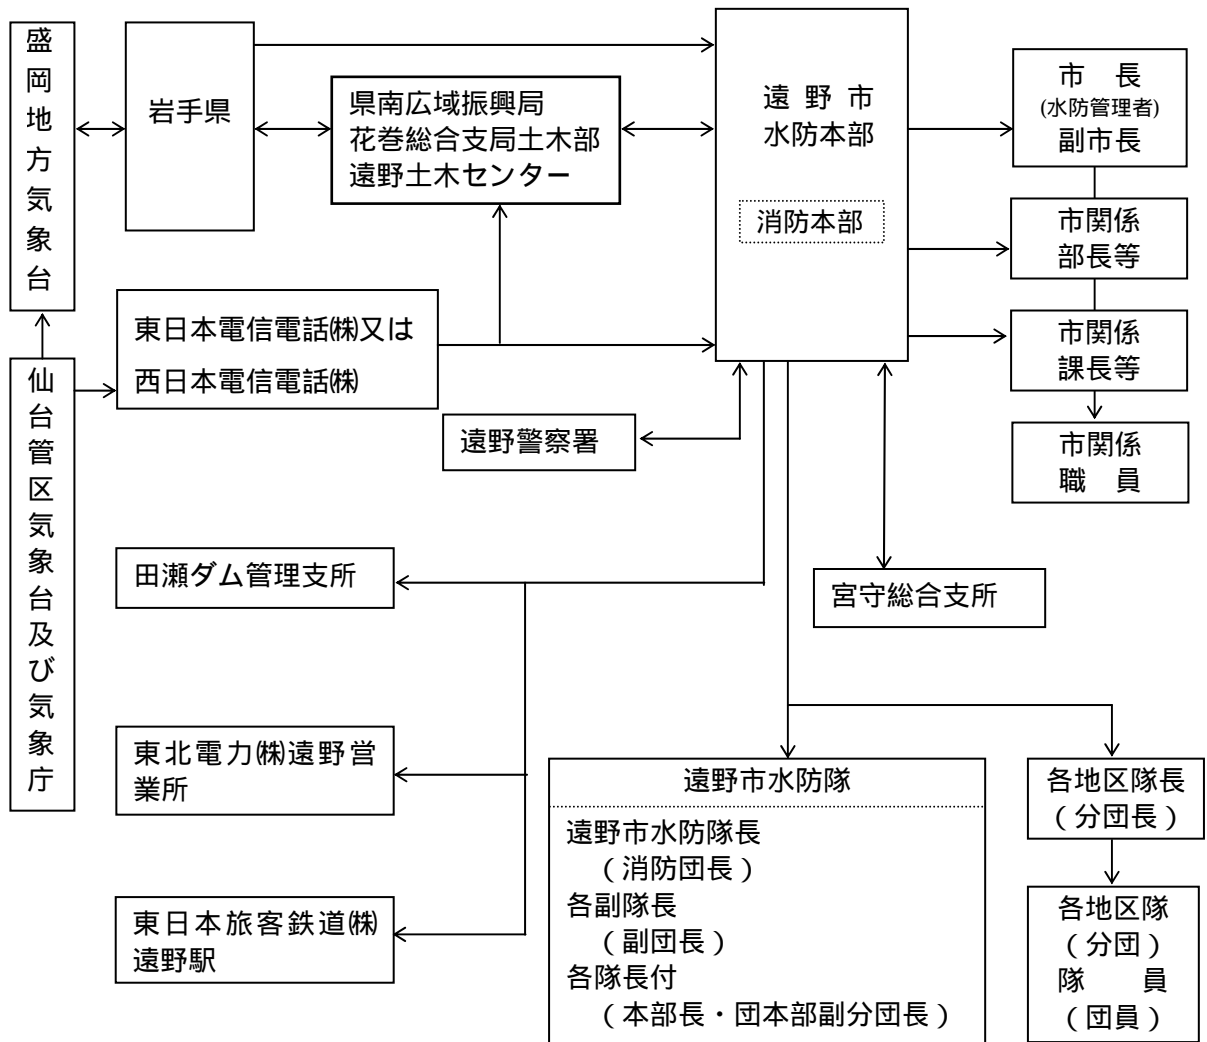 盛岡地方気象台
岩手県
県南広域振興局
花巻総合支局土木部
遠野土木センター
遠野市
水防本部
消防本部
市　長
(水防管理者)
副市長
市関係
部長等
市関係
課長等
市関係
職　員
仙台管区気象台及び気象庁
東日本電信電話㈱又は
西日本電信電話㈱
遠野警察署
田瀬ダム管理支所
宮守総合支所
東北電力㈱遠野営
業所
東日本旅客鉄道㈱
遠野駅
遠野市水防隊
遠野市水防隊長
（消防団長）
各副隊長
（副団長）
各隊長付
（本部長・団本部副分団長）
各地区隊長
（分団長）
各地区隊
（分団）
隊　　員
（団員）